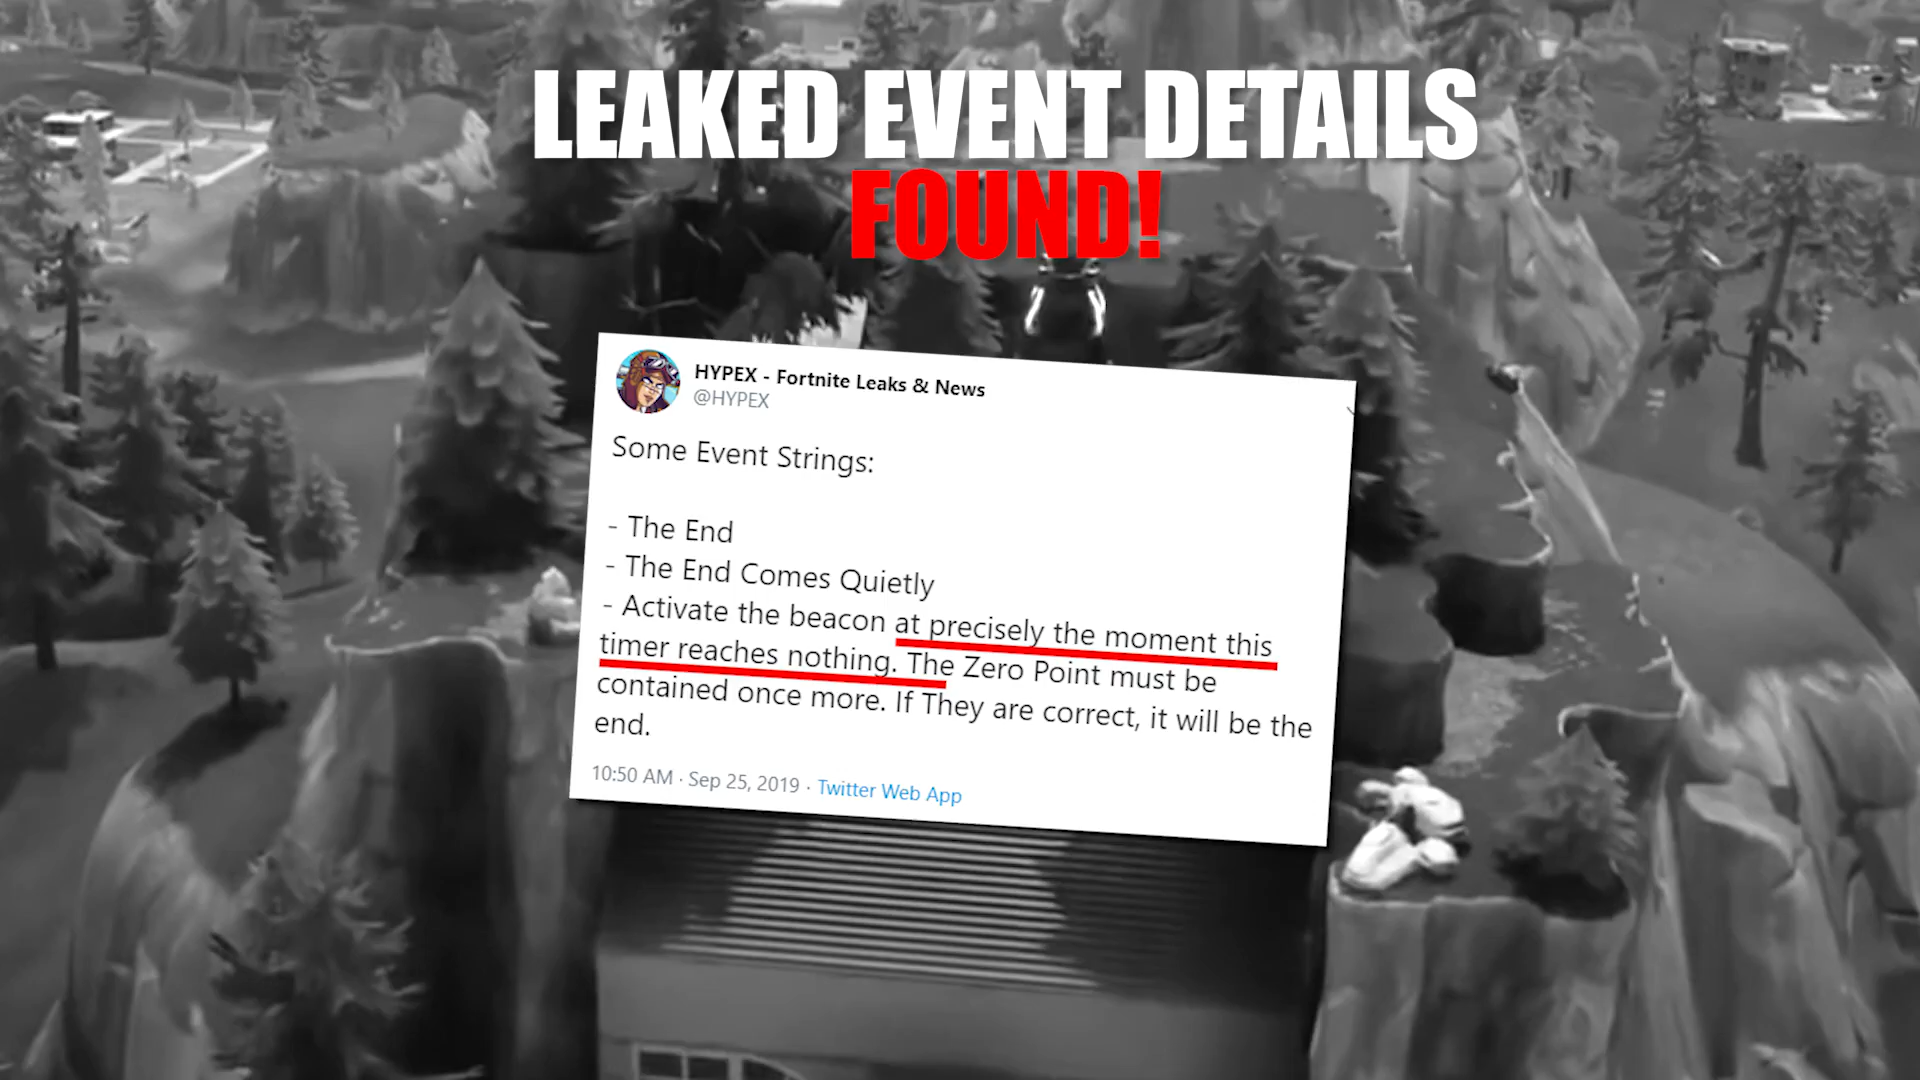 LEAKED EVENT DETAILS
FOUND!
HYPEX - Fortnite Leaks & News
@HYPEX
Some Event Strings:
- The End
- The End Comes Quietly
- Activate the beacon at precisely the moment this
timer reaches nothing. The Zero Point must be
contained once more. If They are correct, it will be the
end.
10:50 AM · Sep 25, 2019 · Twitter Web App